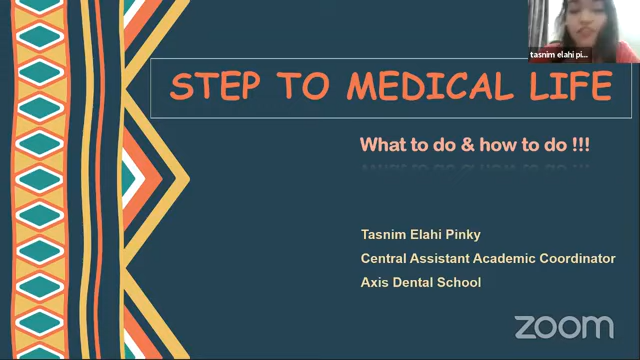 tasnim elahi pi...
STEP TO MEDICAL LIFE
What to do & how to do !!!
Tasnim Elahi Pinky
Central Assistant Academic Coordinator
Axis Dental School
zoom